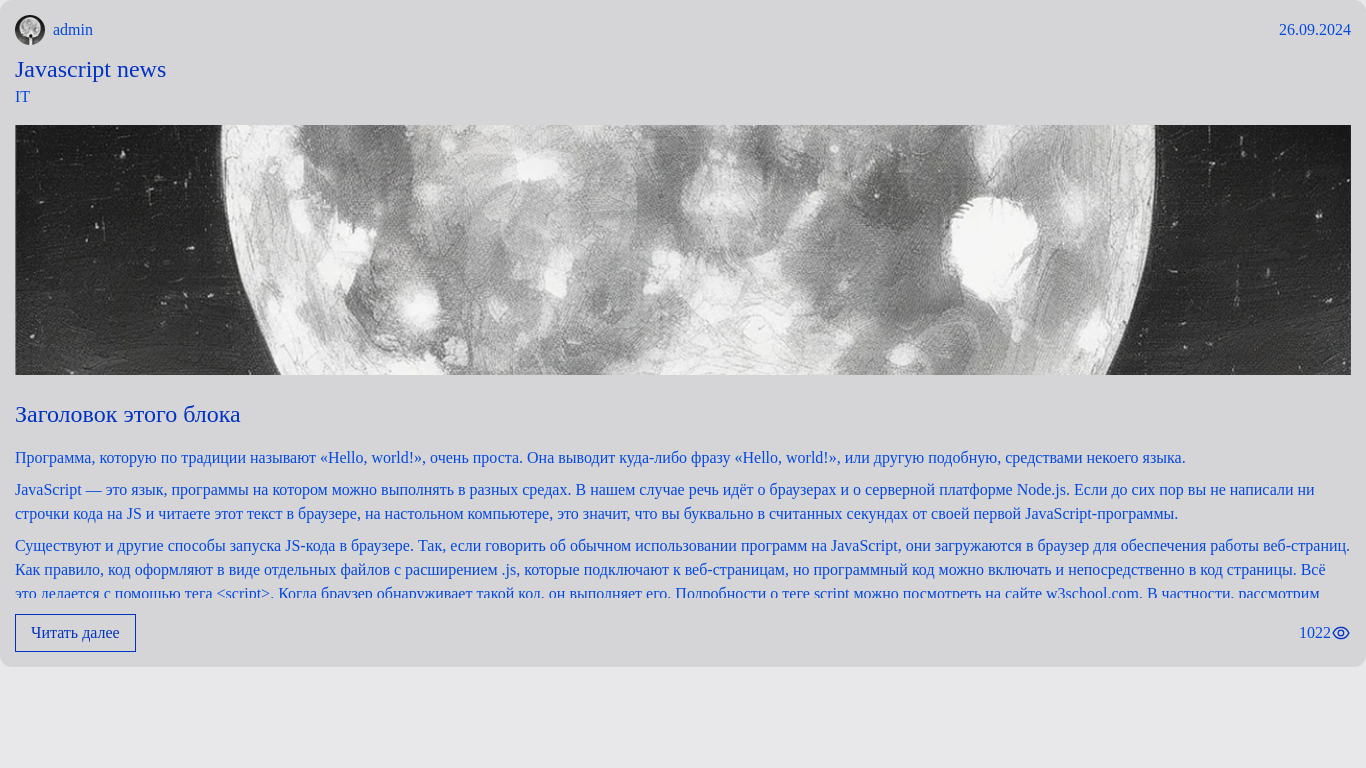 admin
26.09.2024
Javascript news
IT
Заголовок этого блока
Программа, которую по традиции называют «Hello, world!», очень проста. Она выводит куда-либо фразу «Hello, world!», или другую подобную, средствами некоего языка.
JavaScript — это язык, программы на котором можно выполнять в разных средах. В нашем случае речь идёт о браузерах и о серверной платформе Node.js. Если до сих пор вы не написали ни
строчки кода на JS и читаете этот текст в браузере, на настольном компьютере, это значит, что вы буквально в считанных секундах от своей первой JavaScript-программы.
Существуют и другие способы запуска JS-кода в браузере. Так, если говорить об обычном использовании программ на JavaScript, они загружаются в браузер для обеспечения работы веб-страниц.
Как правило, код оформляют в виде отдельных файлов с расширением .js, которые подключают к веб-страницам, но программный код можно включать и непосредственно в код страницы. Всё
это делается с помощью тега <script>. Когда браузер обнаруживает такой код, он выполняет его. Подробности о теге script можно посмотреть на сайте w3school.com. В частности, рассмотрим
Читать далее
1022